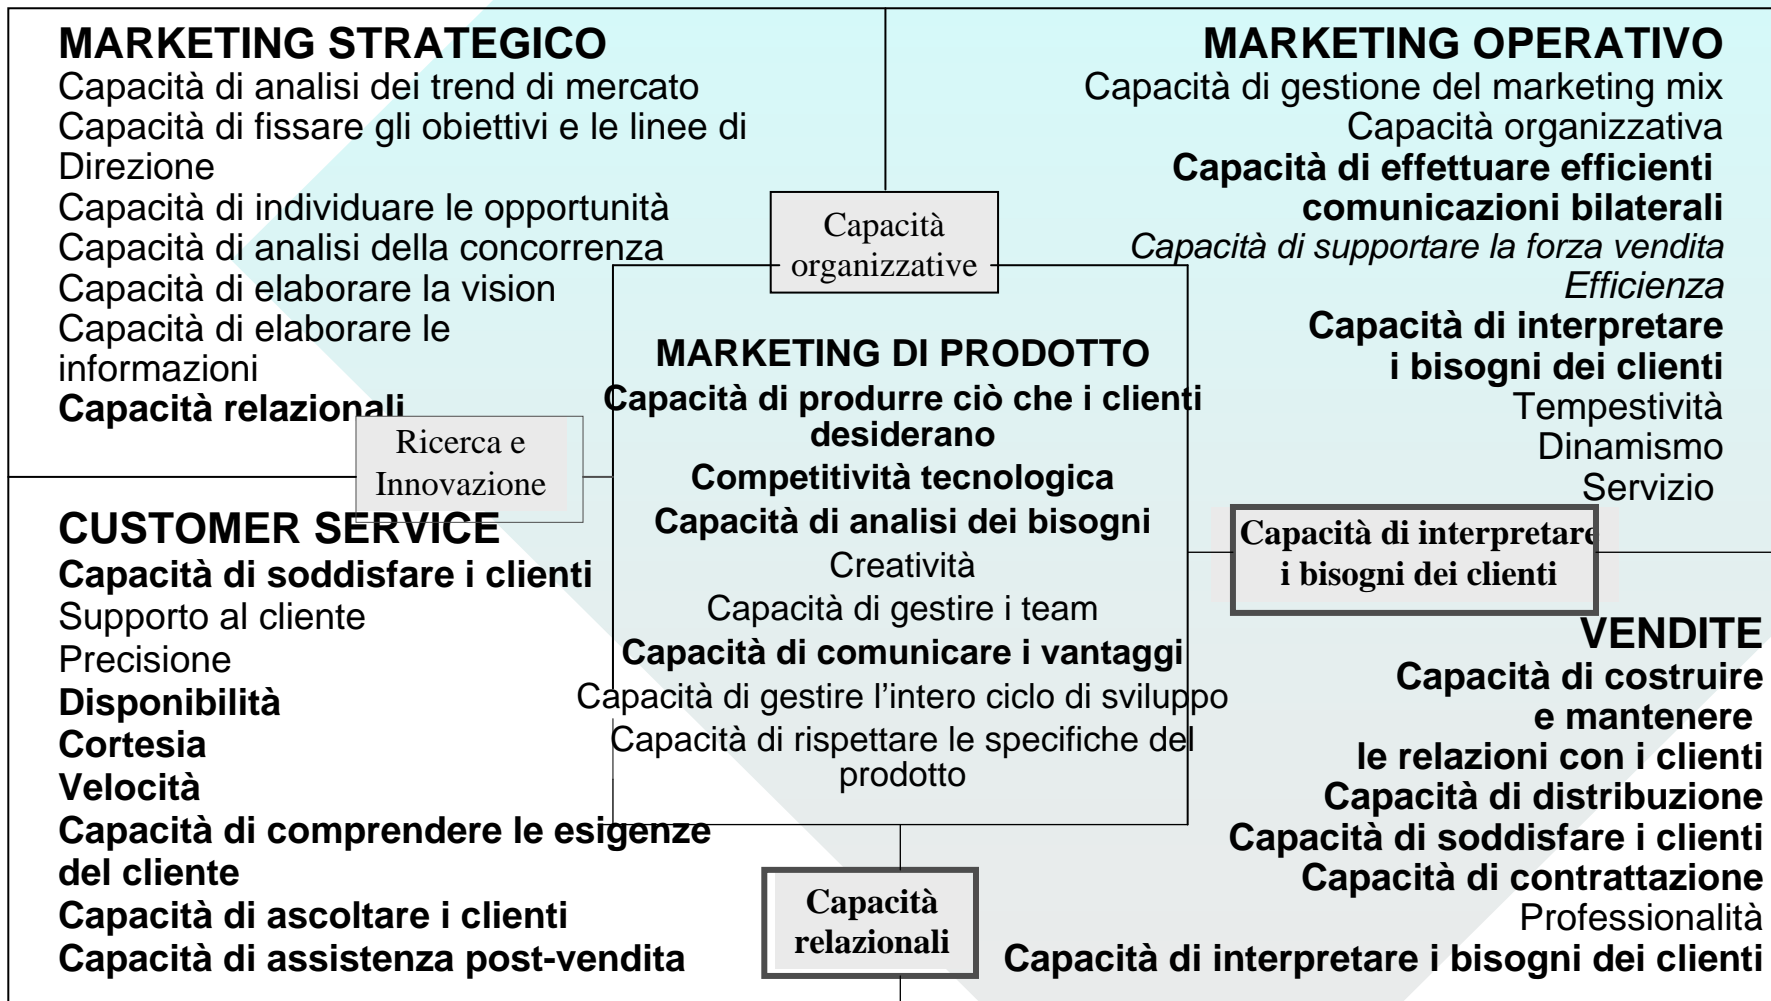 MARKETING STRATEGICO
Capacità di analisi dei trend di mercato
Capacità di fissare gli obiettivi e le linee di
Direzione
Capacità di individuare le opportunità
Capacità di analisi della concorrenza
Capacità di elaborare la vision
Capacità di elaborare le
informazioni
Capacità relazionali
MARKETING OPERATIVO
Capacità di gestione del marketing mix
Capacità organizzativa
Capacità di effettuare efficienti
comunicazioni bilaterali
Capacità di supportare la forza vendita
Efficienza
Capacità di interpretare
i bisogni dei clienti
Tempestività
Dinamismo
Servizio
Capacità
organizzative
MARKETING DI PRODOTTO
Capacità di produrre ciò che i clienti
desiderano
Competitività tecnologica
Capacità di analisi dei bisogni
Creatività
Capacità di gestire i team
Capacità di comunicare i vantaggi
Capacità di gestire l’intero ciclo di sviluppo
Capacità di rispettare le specifiche del
prodotto
Ricerca e
Innovazione
Capacità di interpretare
i bisogni dei clienti
CUSTOMER SERVICE
Capacità di soddisfare i clienti
Supporto al cliente
Precisione
Disponibilità
Cortesia
Velocità
Capacità di comprendere le esigenze
del cliente
Capacità di ascoltare i clienti
Capacità di assistenza post-vendita
Capacità
relazionali
VENDITE
Capacità di costruire
e mantenere
le relazioni con i clienti
Capacità di distribuzione
Capacità di soddisfare i clienti
Capacità di contrattazione
Professionalità
Capacità di interpretare i bisogni dei clienti